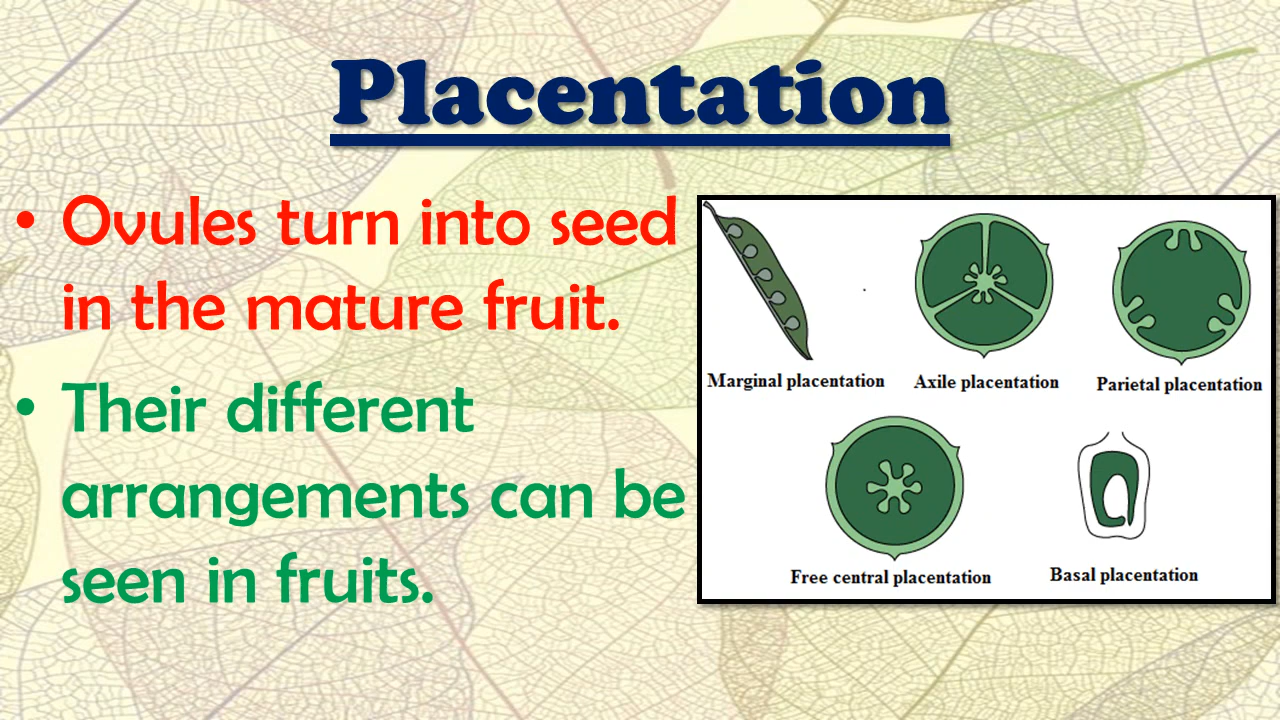 Placentation
• Ovules turn into seed
in the mature fruit.
• Their different
arrangements can be
seen in fruits.
Marginal placentation
Axile placentation
Parietal placentation
Free central placentation
Basal placentation